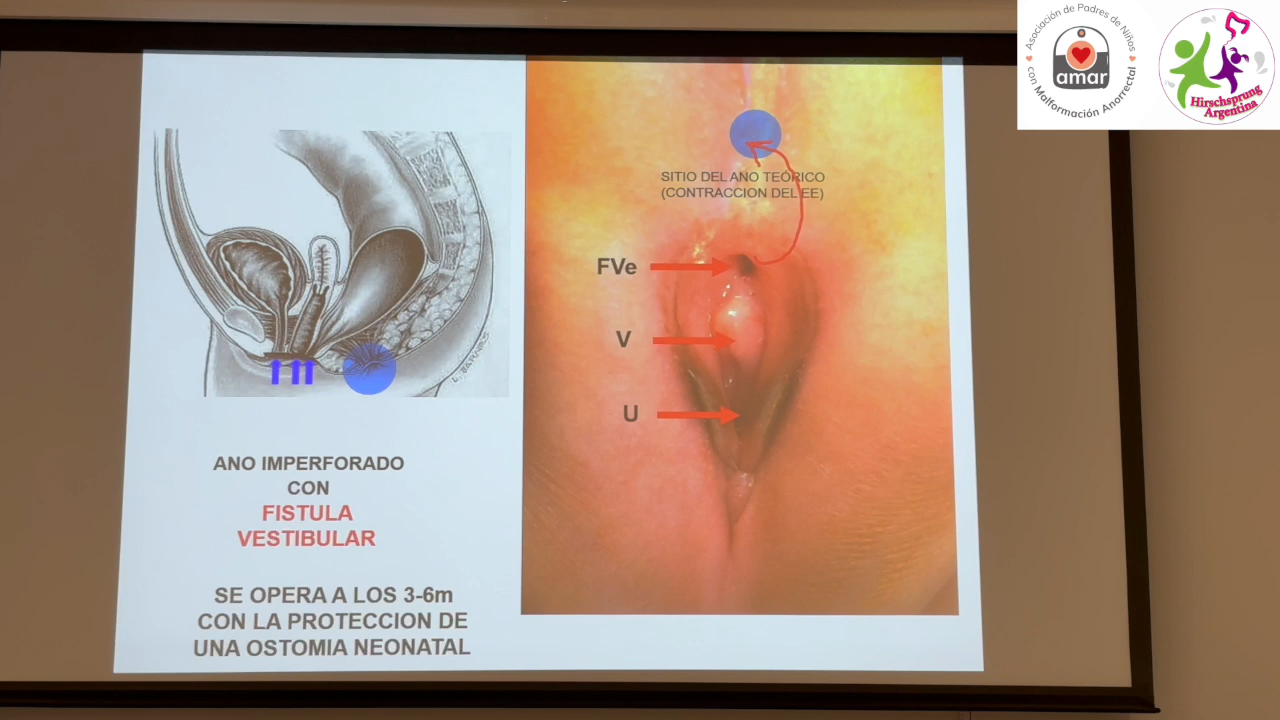 Asociación de Padres de Niños
con Malformación Anorrectal
amar
Hirschsprung
Argentina
SITIO DEL ANO TEÓRICO
(CONTRACCION DEL EE)
FVe
V
U
ANO IMPERFORADO
CON
FISTULA
VESTIBULAR
SE OPERA A LOS 3-6m
CON LA PROTECCION DE
UNA OSTOMIA NEONATAL